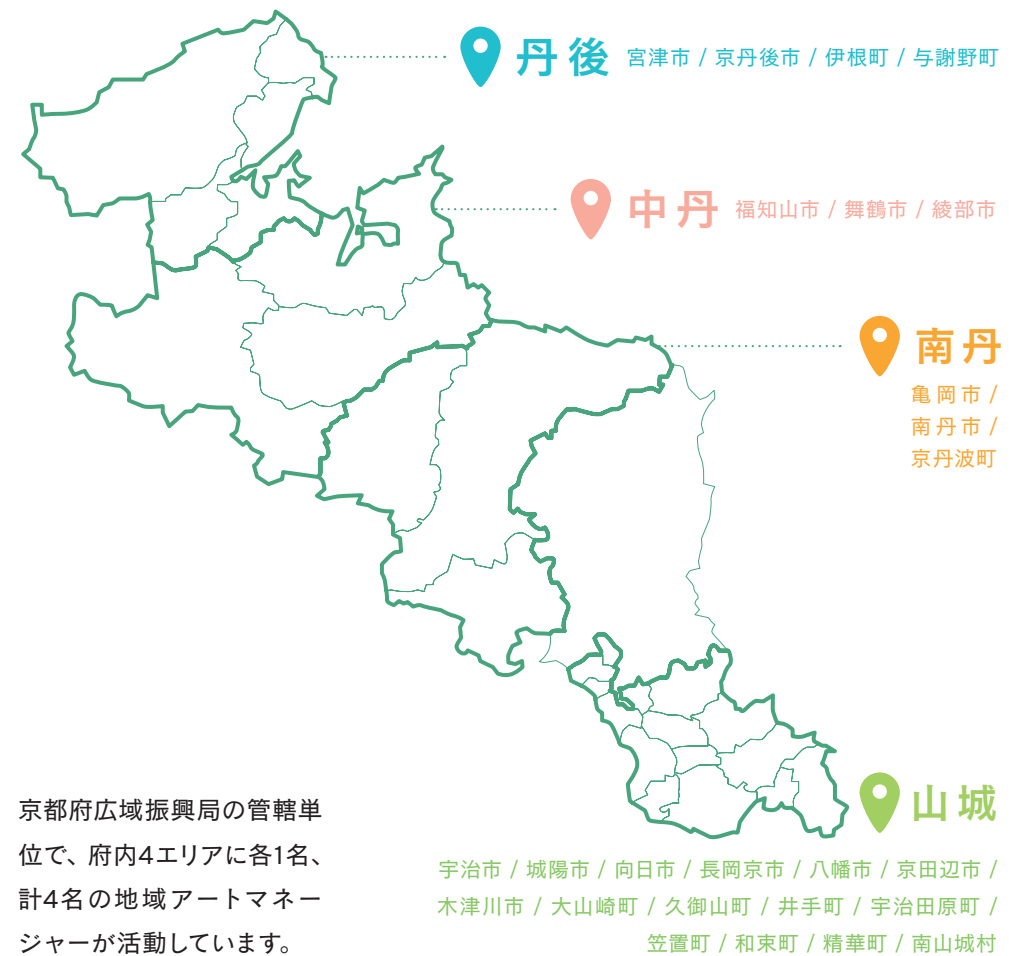 丹後 宮津市 / 京丹後市 / 伊根町 / 与謝野町
中丹 福知山市 / 舞鶴市 / 綾部市
南丹
亀岡市 /
南丹市 /
京丹波町
山城
宇治市 / 城陽市 / 向日市 / 長岡京市 / 八幡市 / 京田辺市 /
木津川市 / 大山崎町 / 久御山町 / 井手町 / 宇治田原町 /
笠置町 / 和束町 / 精華町 / 南山城村
京都府広域振興局の管轄単
位で、府内4エリアに各1名、
計4名の地域アートマネー
ジャーが活動しています。